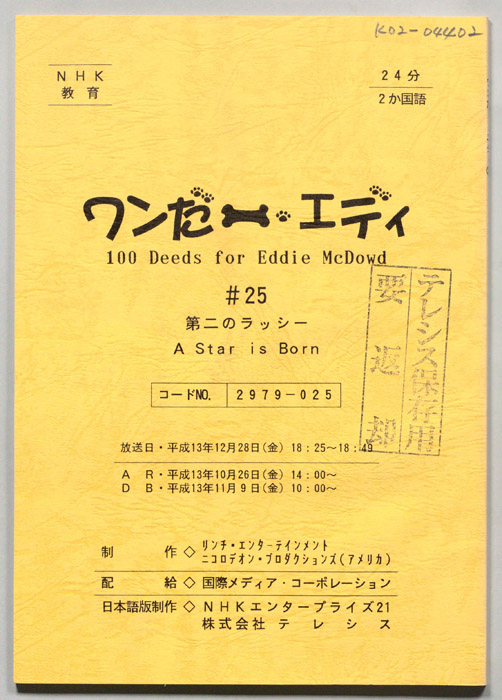 K02-04402
NHK
教育
24分
2か国語
ワンだー・エディ
100 Deeds for Eddie McDowd
#25
第二のラッシー
A Star is Born
テレシス保存用
要返却
コードNO. 2979-025
放送日・平成13年12月28日(金) 18:25〜18:49
A R・平成13年10月26日(金) 14:00〜
D B・平成13年11月 9日(金) 10:00〜
制 作◇ リンチ・エンターテインメント
ニコロデオン・プロダクションズ(アメリカ)
配 給◇ 国際メディア・コーポレーション
日本語版制作◇ NHKエンタープライズ21
株式会社テレシス